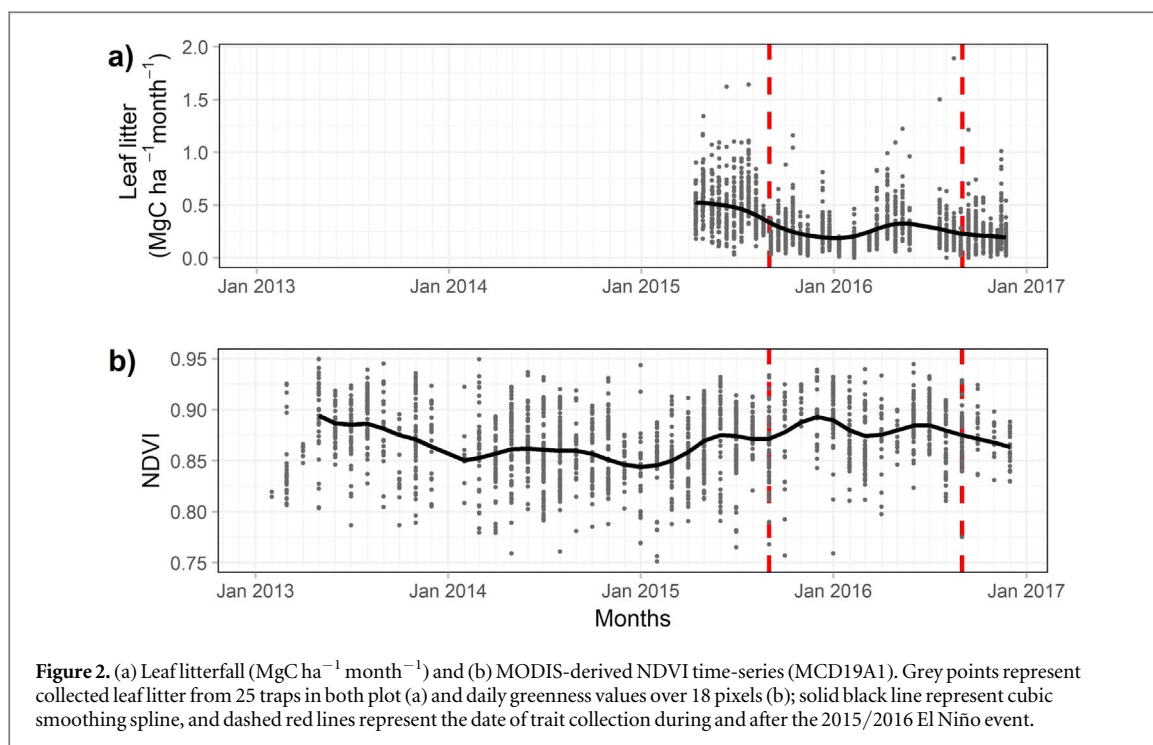 a)
Leaf litter
(MgC ha⁻¹month⁻¹)
2.0
1.5
1.0
0.5
0.0
Jan 2013 Jan 2014 Jan 2015 Jan 2016 Jan 2017
b)
NDVI
0.95
0.90
0.85
0.80
0.75
Jan 2013 Jan 2014 Jan 2015 Jan 2016 Jan 2017
Months
Figure 2. (a) Leaf litterfall (MgC ha⁻¹ month⁻¹) and (b) MODIS-derived NDVI time-series (MCD19A1). Grey points represent
collected leaf litter from 25 traps in both plot (a) and daily greenness values over 18 pixels (b); solid black line represent cubic
smoothing spline, and dashed red lines represent the date of trait collection during and after the 2015/2016 El Niño event.